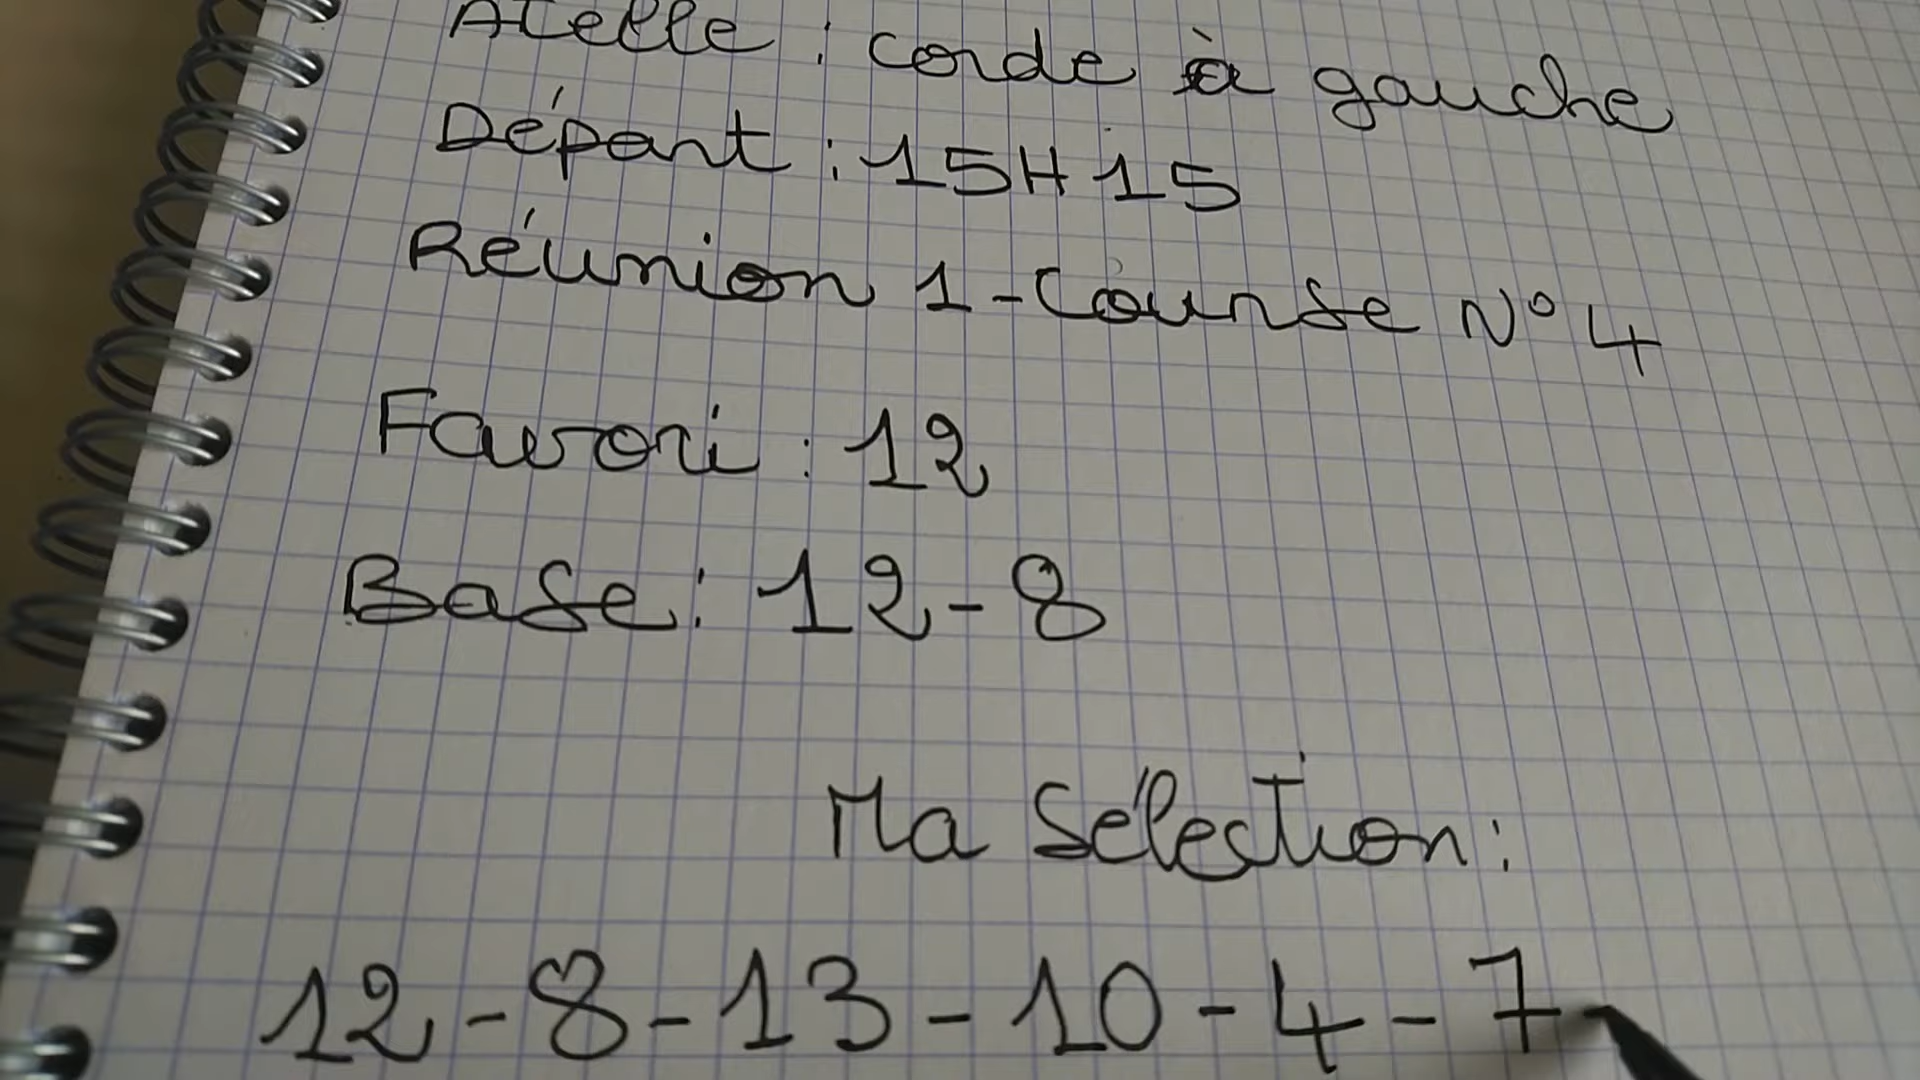 Atelle : corde à gauche
Départ : 15H15
Réunion 1 - Course N° 4
Favori : 12
Base : 12 - 8
Ma Sélection :
12 - 8 - 13 - 10 - 4 - 7 -